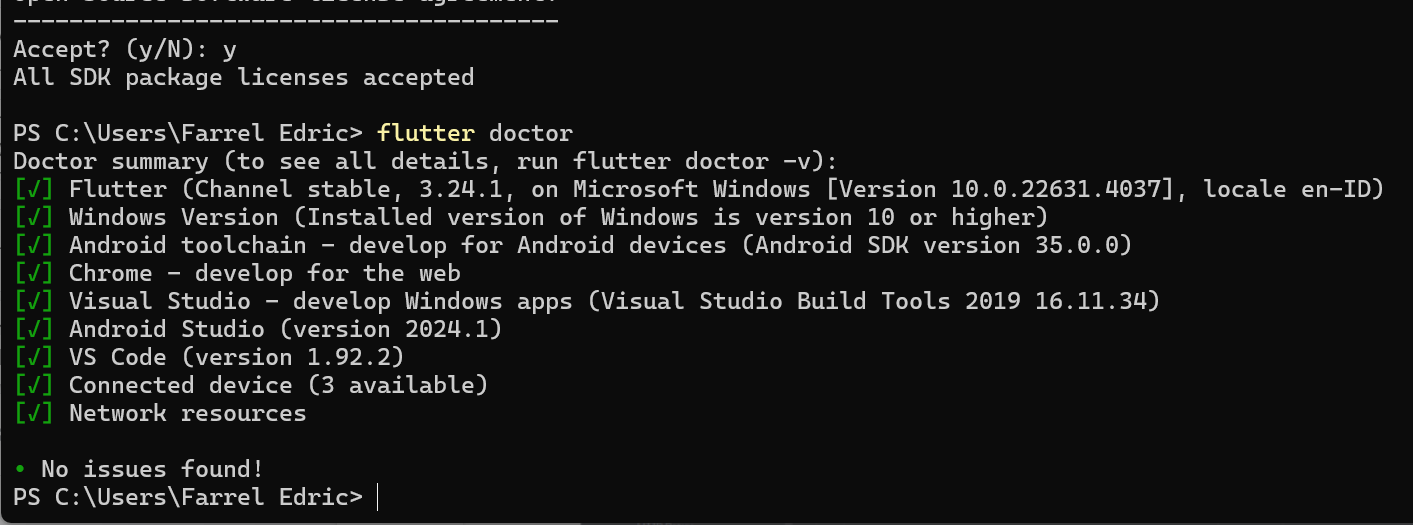 ----------------------------------------
Accept? (y/N): y
All SDK package licenses accepted
PS C:\Users\Farrel Edric> flutter doctor
Doctor summary (to see all details, run flutter doctor -v):
[√] Flutter (Channel stable, 3.24.1, on Microsoft Windows [Version 10.0.22631.4037], locale en-ID)
[√] Windows Version (Installed version of Windows is version 10 or higher)
[√] Android toolchain - develop for Android devices (Android SDK version 35.0.0)
[√] Chrome - develop for the web
[√] Visual Studio - develop Windows apps (Visual Studio Build Tools 2019 16.11.34)
[√] Android Studio (version 2024.1)
[√] VS Code (version 1.92.2)
[√] Connected device (3 available)
[√] Network resources
• No issues found!
PS C:\Users\Farrel Edric>